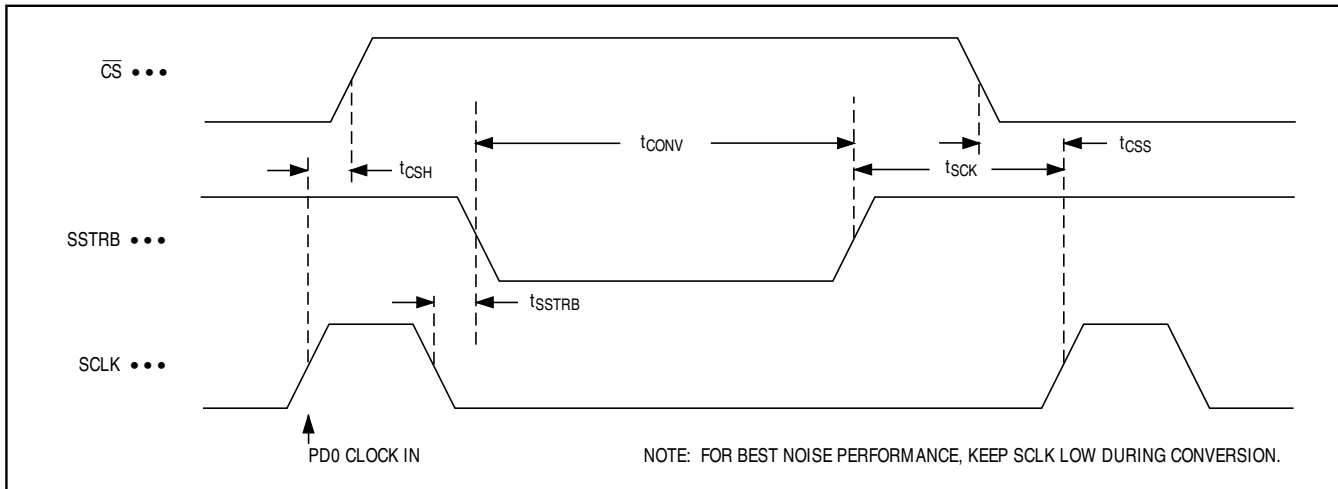 CS •••
tCONV
tCSS
tCSH
tSCK
SSTRB •••
tSSTRB
SCLK •••
PD0 CLOCK IN
NOTE: FOR BEST NOISE PERFORMANCE, KEEP SCLK LOW DURING CONVERSION.